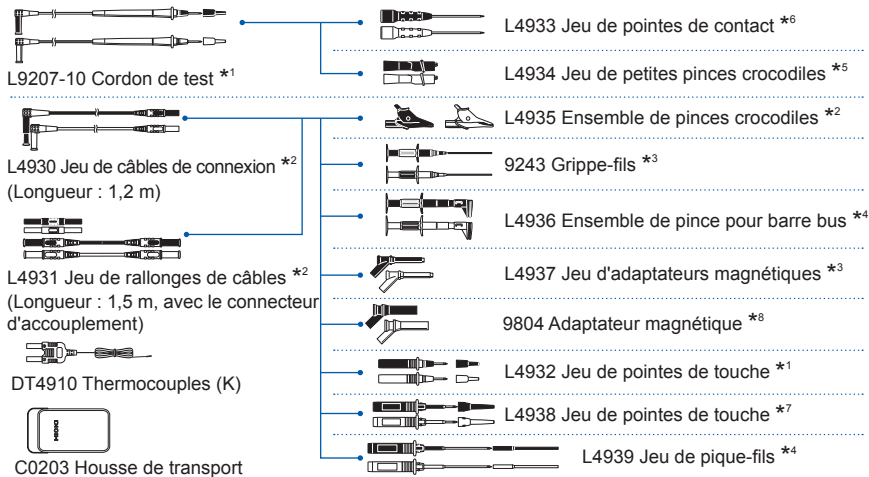 L9207-10 Cordon de test *1
L4930 Jeu de câbles de connexion *2
(Longueur : 1,2 m)
L4931 Jeu de rallonges de câbles *2
(Longueur : 1,5 m, avec le connecteur
d'accouplement)
DT4910 Thermocouples (K)
HIOKI
C0203 Housse de transport
L4933 Jeu de pointes de contact *6
L4934 Jeu de petites pinces crocodiles *5
L4935 Ensemble de pinces crocodiles *2
9243 Grippe-fils *3
L4936 Ensemble de pince pour barre bus *4
L4937 Jeu d'adaptateurs magnétiques *3
9804 Adaptateur magnétique *8
L4932 Jeu de pointes de touche *1
L4938 Jeu de pointes de touche *7
L4939 Jeu de pique-fils *4